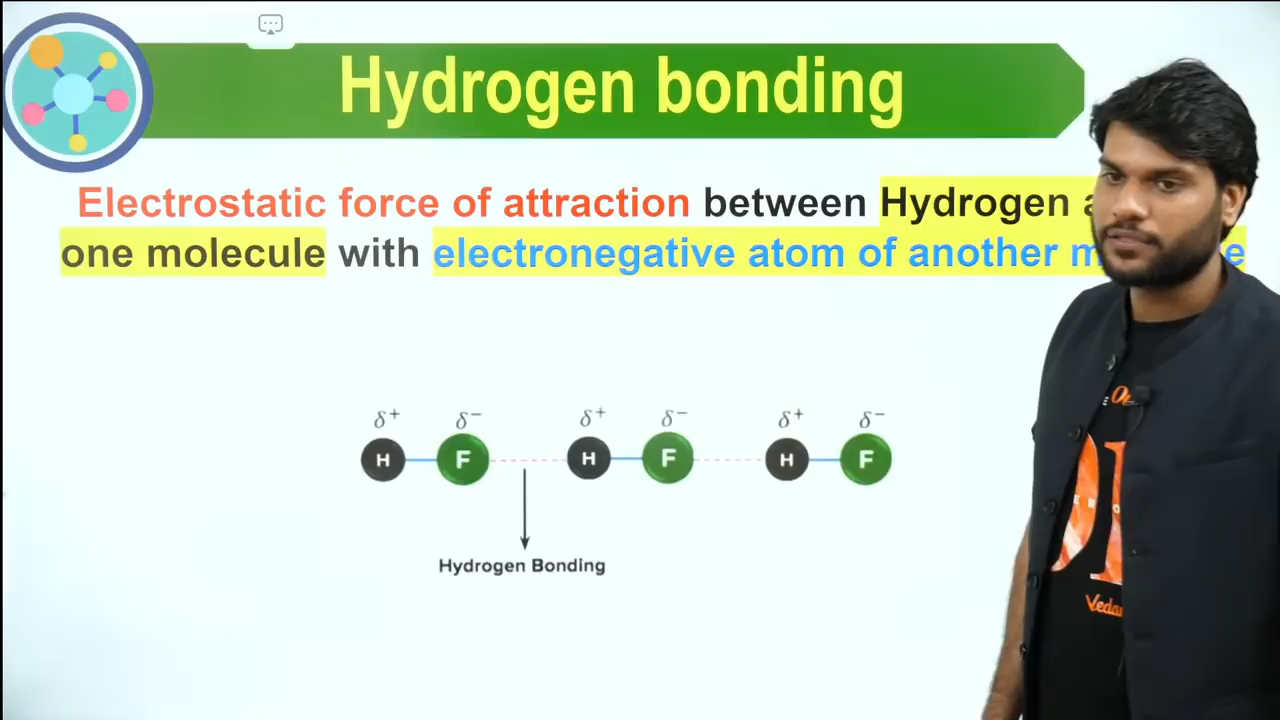 Hydrogen bonding
Electrostatic force of attraction between Hydrogen
one molecule with electronegative atom of another
δ⁺ δ⁻ δ⁺ δ⁻ δ⁺ δ⁻
H F H F H F
Hydrogen Bonding